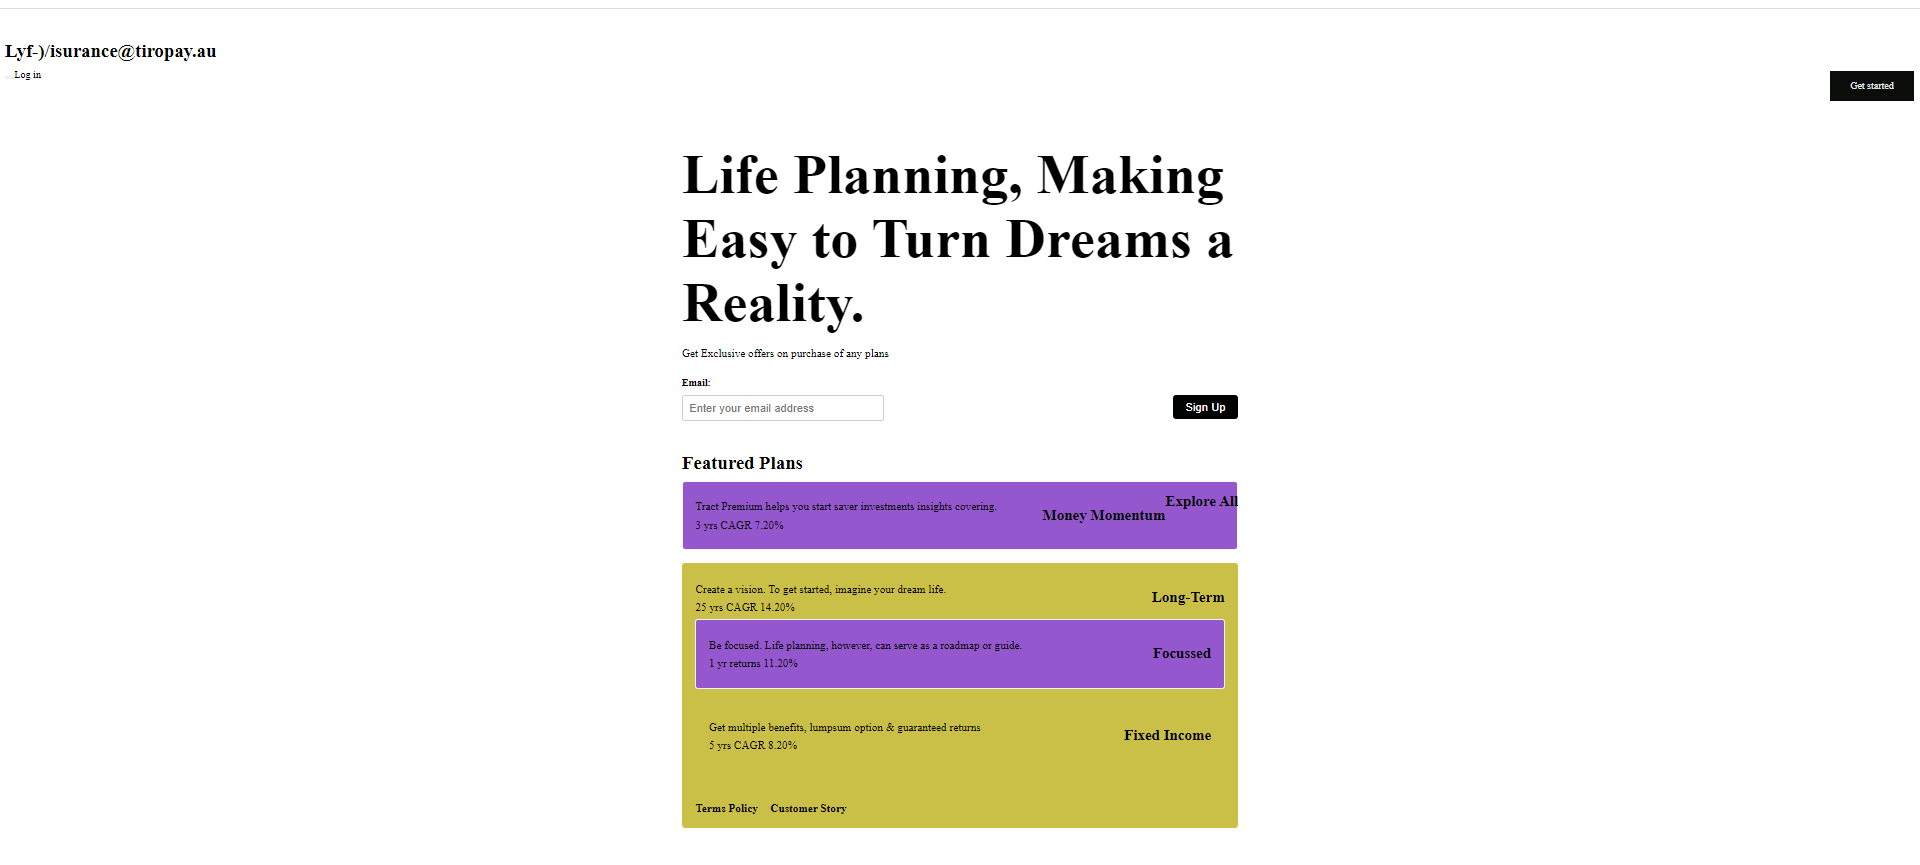 Lyf-)/isurance@tiropay.au
Log in
Get started
Life Planning, Making
Easy to Turn Dreams a
Reality.
Get Exclusive offers on purchase of any plans
Email:
Enter your email address
Sign Up
Featured Plans
Explore All
Tract Premium helps you start saver investments insights covering.
Money Momentum
3 yrs CAGR 7.20%
Create a vision. To get started, imagine your dream life.
Long-Term
25 yrs CAGR 14.20%
Be focused. Life planning, however, can serve as a roadmap or guide.
Focussed
1 yr returns 11.20%
Get multiple benefits, lumpsum option & guaranteed returns
Fixed Income
5 yrs CAGR 8.20%
Terms Policy Customer Story